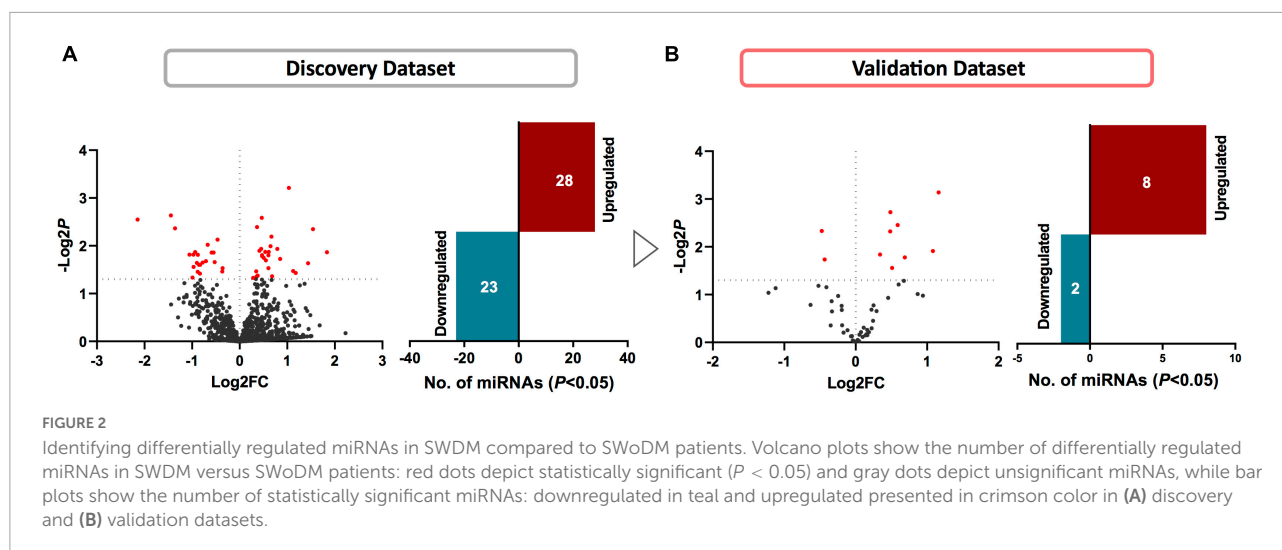 A
Discovery Dataset
4
3
2
1
0
-Log2P
-3
-2
-1
0
1
2
3
Log2FC
28
Upregulated
23
Downregulated
-40
-20
0
20
40
No. of miRNAs (P<0.05)
B
Validation Dataset
4
3
2
1
0
-Log2P
-2
-1
0
1
2
Log2FC
8
Upregulated
2
Downregulated
-5
0
5
10
No. of miRNAs (P<0.05)
FIGURE 2
Identifying differentially regulated miRNAs in SWDM compared to SWoDM patients. Volcano plots show the number of differentially regulated
miRNAs in SWDM versus SWoDM patients: red dots depict statistically significant (P < 0.05) and gray dots depict unsignificant miRNAs, while bar
plots show the number of statistically significant miRNAs: downregulated in teal and upregulated presented in crimson color in (A) discovery
and (B) validation datasets.